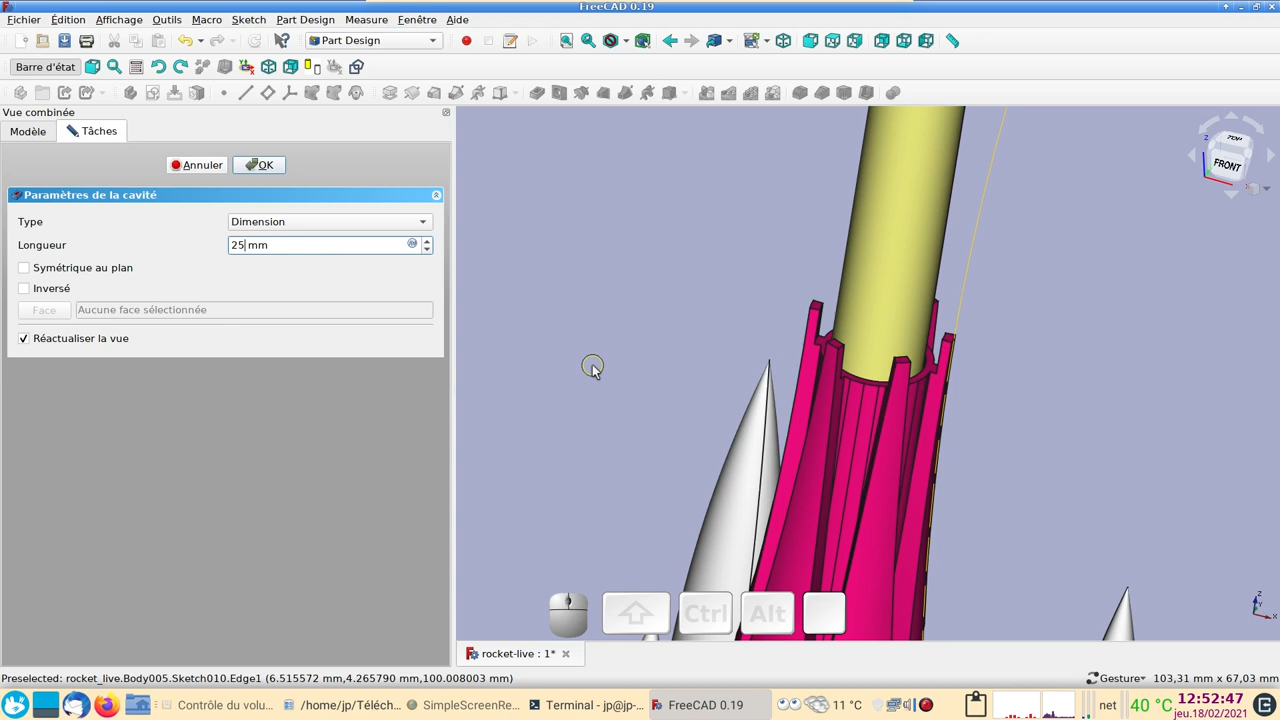 FreeCAD 0.19
Fichier Édition Affichage Outils Macro Sketch Part Design Measure Fenêtre Aide
Part Design
Barre d'état
Vue combinée
Modèle Tâches
Annuler OK
Paramètres de la cavité
Type Dimension
Longueur 25 mm
Symétrique au plan
Inversé
Face Aucune face sélectionnée
Réactualiser la vue
TOP
FRONT
Z
Ctrl Alt
rocket-live : 1*
Preselected: rocket_live.Body005.Sketch010.Edge1 (6.515572 mm,4.265790 mm,100.008003 mm) Gesture 103,31 mm x 67,03 mm
Contrôle du volu... /home/jp/Téléch... SimpleScreenRe... Terminal - jp@jp-... FreeCAD 0.19 11 °C net 40 °C 12:52:47
jeu.18/02/2021